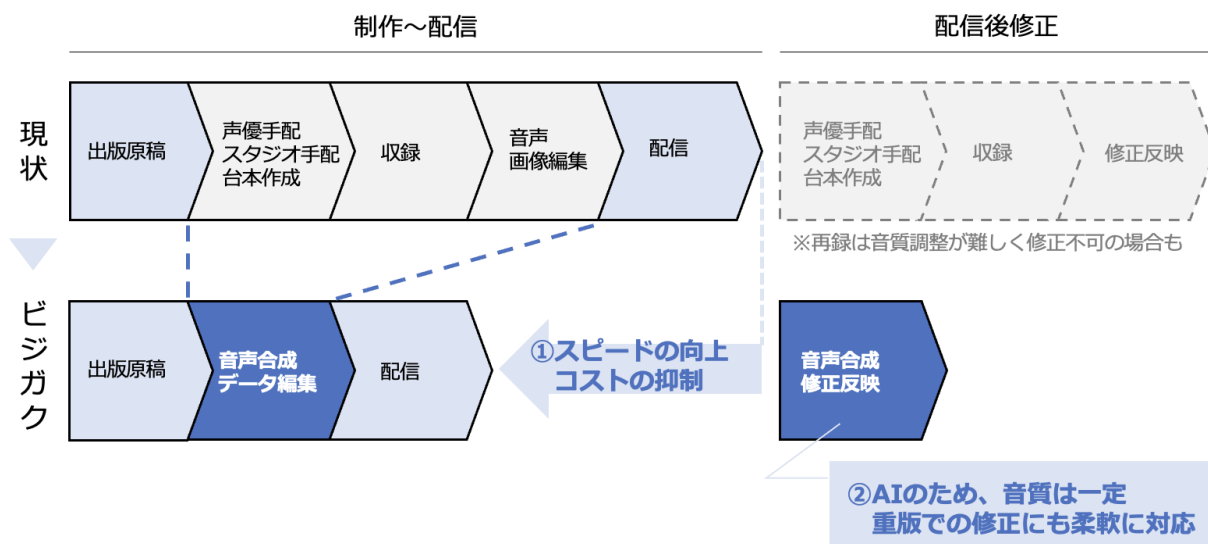 制作～配信
配信後修正
現状
出版原稿
声優手配
スタジオ手配
台本作成
収録
音声
画像編集
配信
声優手配
スタジオ手配
台本作成
収録
修正反映
※再録は音質調整が難しく修正不可の場合も
ビジガク
出版原稿
音声合成
データ編集
配信
①スピードの向上
コストの抑制
音声合成
修正反映
②AIのため、音質は一定
重版での修正にも柔軟に対応